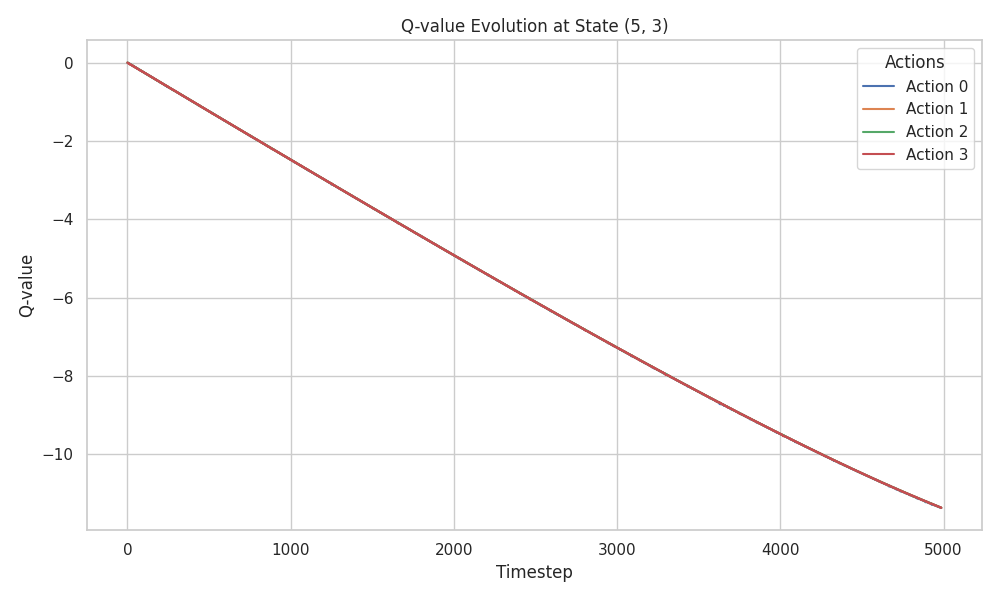 Q-value Evolution at State (5, 3)
Actions
Action 0
Action 1
Action 2
Action 3
Q-value
0
−2
−4
−6
−8
−10
0 1000 2000 3000 4000 5000
Timestep